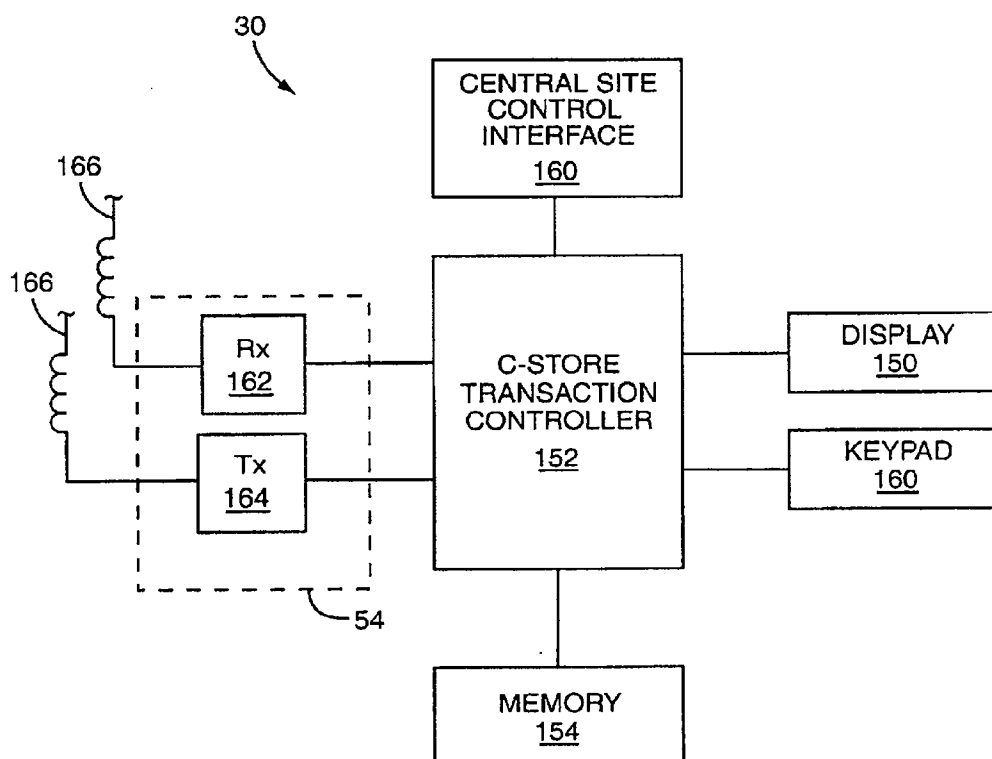 30
CENTRAL SITE
CONTROL
INTERFACE
160
166
166
Rx
162
Tx
164
54
C-STORE
TRANSACTION
CONTROLLER
152
DISPLAY
150
KEYPAD
160
MEMORY
154